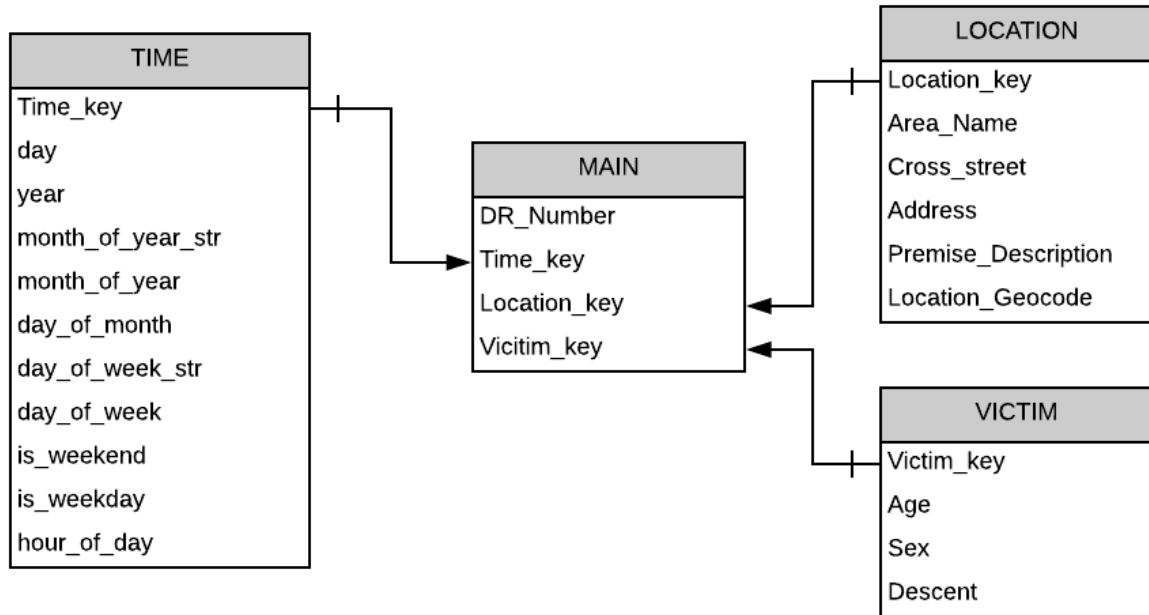 TIME
Time_key
day
year
month_of_year_str
month_of_year
day_of_month
day_of_week_str
day_of_week
is_weekend
is_weekday
hour_of_day
MAIN
DR_Number
Time_key
Location_key
Vicitim_key
LOCATION
Location_key
Area_Name
Cross_street
Address
Premise_Description
Location_Geocode
VICTIM
Victim_key
Age
Sex
Descent